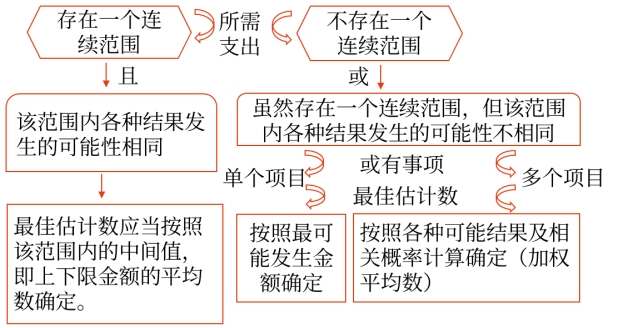 存在一个连
续范围
所需
支出
不存在一个
连续范围
且
或
该范围内各种结果发
生的可能性相同
虽然存在一个连续范围，但该范围
内各种结果发生的可能性不相同
单个项目
或有事项
最佳估计数
多个项目
最佳估计数应当按照
该范围内的中间值，
即上下限金额的平均
数确定。
按照最可
能发生金
额确定
按照各种可能结果及相
关概率计算确定（加权
平均数）